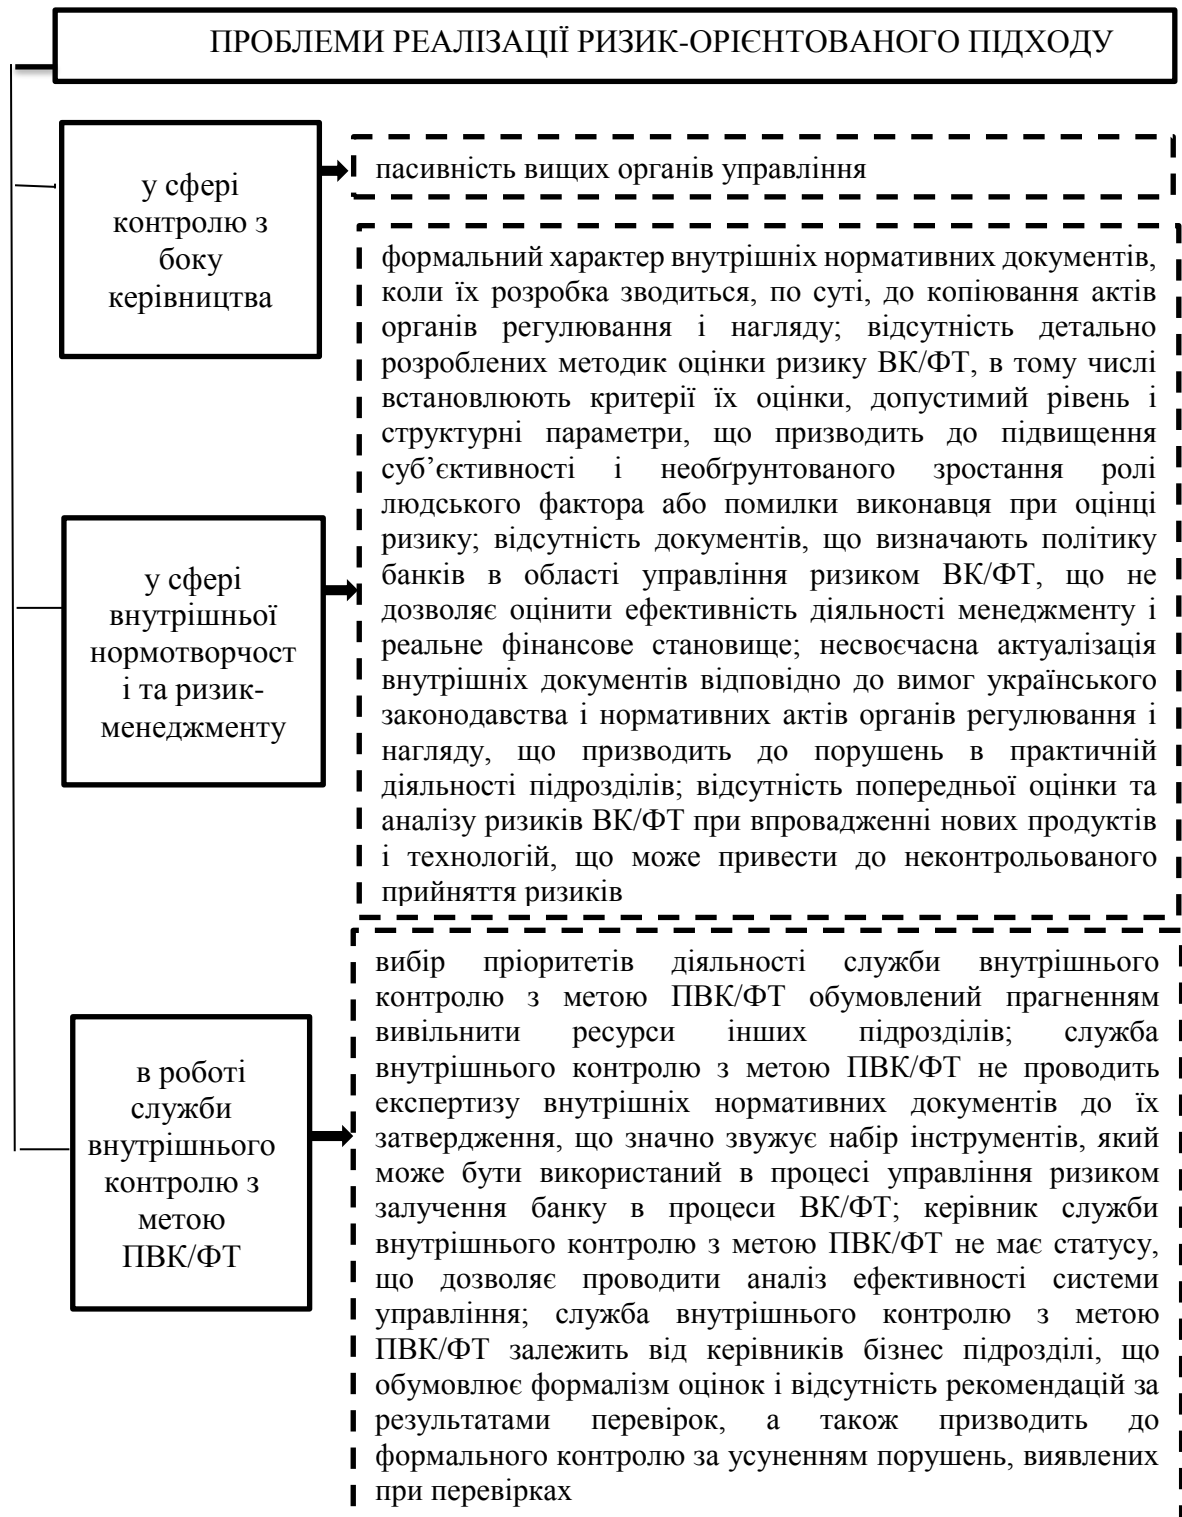 ПРОБЛЕМИ РЕАЛІЗАЦІЇ РИЗИК-ОРІЄНТОВАНОГО ПІДХОДУ
у сфері
контролю з
боку
керівництва
пасивність вищих органів управління
у сфері
внутрішньої
нормотворчост
і та ризик-
менеджменту
формальний характер внутрішніх нормативних документів,
коли їх розробка зводиться, по суті, до копіювання актів
органів регулювання і нагляду; відсутність детально
розроблених методик оцінки ризику ВК/ФТ, в тому числі
встановлюють критерії їх оцінки, допустимий рівень і
структурні параметри, що призводить до підвищення
суб’єктивності і необґрунтованого зростання ролі
людського фактора або помилки виконавця при оцінці
ризику; відсутність документів, що визначають політику
банків в області управління ризиком ВК/ФТ, що не
дозволяє оцінити ефективність діяльності менеджменту і
реальне фінансове становище; несвоєчасна актуалізація
внутрішніх документів відповідно до вимог українського
законодавства і нормативних актів органів регулювання і
нагляду, що призводить до порушень в практичній
діяльності підрозділів; відсутність попередньої оцінки та
аналізу ризиків ВК/ФТ при впровадженні нових продуктів
і технологій, що може привести до неконтрольованого
прийняття ризиків
в роботі
служби
внутрішнього
контролю з
метою
ПВК/ФТ
вибір пріоритетів діяльності служби внутрішнього
контролю з метою ПВК/ФТ обумовлений прагненням
вивільнити ресурси інших підрозділів; служба
внутрішнього контролю з метою ПВК/ФТ не проводить
експертизу внутрішніх нормативних документів до їх
затвердження, що значно звужує набір інструментів, який
може бути використаний в процесі управління ризиком
залучення банку в процеси ВК/ФТ; керівник служби
внутрішнього контролю з метою ПВК/ФТ не має статусу,
що дозволяє проводити аналіз ефективності системи
управління; служба внутрішнього контролю з метою
ПВК/ФТ залежить від керівників бізнес підрозділі, що
обумовлює формалізм оцінок і відсутність рекомендацій за
результатами перевірок, а також призводить до
формального контролю за усуненням порушень, виявлених
при перевірках